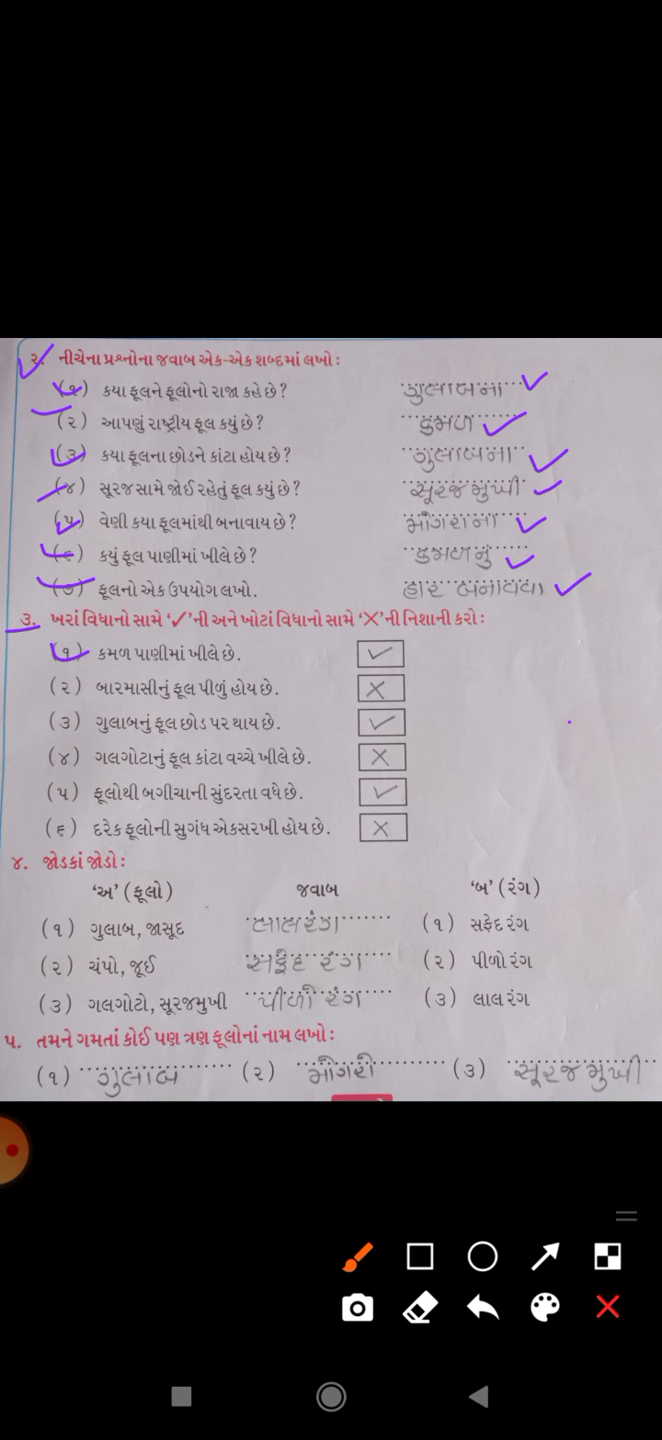 ૨. નીચેના પ્રશ્નોના જવાબ એક-એક શબ્દમાં લખો :
(૧) કયા ફૂલને ફૂલોનો રાજા કહે છે? ગુલાબના
(૨) આપણું રાષ્ટ્રીય ફૂલ કયું છે? કમળ
(૩) કયા ફૂલના છોડને કાંટા હોય છે? ગુલાબના
(૪) સૂરજ સામે જોઈ રહેતું ફૂલ કયું છે? સૂરજ મુખી
(૫) વેણી કયા ફૂલમાંથી બનાવાય છે? મોગરાના
(૬) કયું ફૂલ પાણીમાં ખીલે છે? કમળનું
(૭) ફૂલનો એક ઉપયોગ લખો. હાર બનાવવા
૩. ખરાં વિધાનો સામે ‘✓’ની અને ખોટાં વિધાનો સામે ‘✕’ની નિશાની કરો :
(૧) કમળ પાણીમાં ખીલે છે. ✓
(૨) બારમાસીનું ફૂલ પીળું હોય છે. ✕
(૩) ગુલાબનું ફૂલ છોડ પર થાય છે. ✓
(૪) ગલગોટાનું ફૂલ કાંટા વચ્ચે ખીલે છે. ✕
(૫) ફૂલોથી બગીચાની સુંદરતા વધે છે. ✓
(૬) દરેક ફૂલોની સુગંધ એકસરખી હોય છે. ✕
૪. જોડકાં જોડો :
‘અ’ (ફૂલો) જવાબ ‘બ’ (રંગ)
(૧) ગુલાબ, જાસૂદ લાલ રંગ (૧) સફેદ રંગ
(૨) ચંપો, જૂઈ સફેદ રંગ (૨) પીળો રંગ
(૩) ગલગોટો, સૂરજમુખી પીળો રંગ (૩) લાલ રંગ
૫. તમને ગમતાં કોઈ પણ ત્રણ ફૂલોનાં નામ લખો :
(૧) ગુલાબ (૨) મોગરો (૩) સૂરજ મુખી